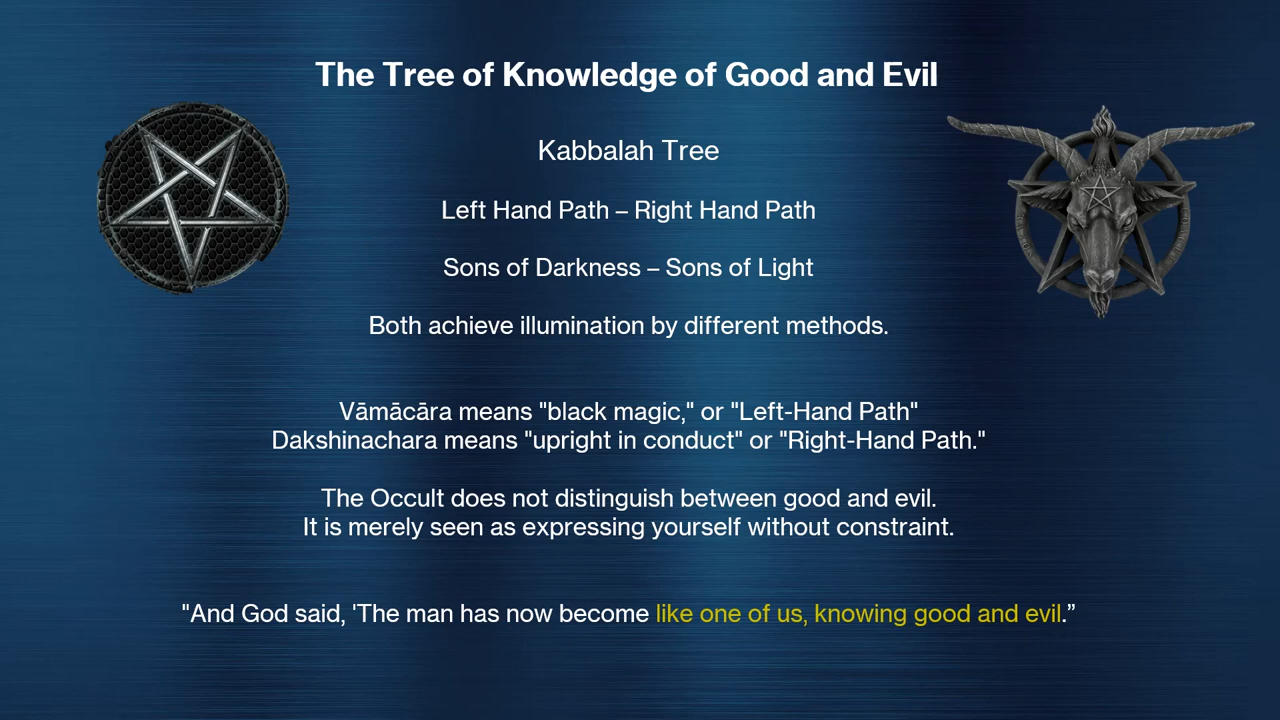 The Tree of Knowledge of Good and Evil
Kabbalah Tree
Left Hand Path – Right Hand Path
Sons of Darkness – Sons of Light
Both achieve illumination by different methods.
Vāmācāra means "black magic," or "Left-Hand Path"
Dakshinachara means "upright in conduct" or "Right-Hand Path."
The Occult does not distinguish between good and evil.
It is merely seen as expressing yourself without constraint.
"And God said, 'The man has now become like one of us, knowing good and evil.”